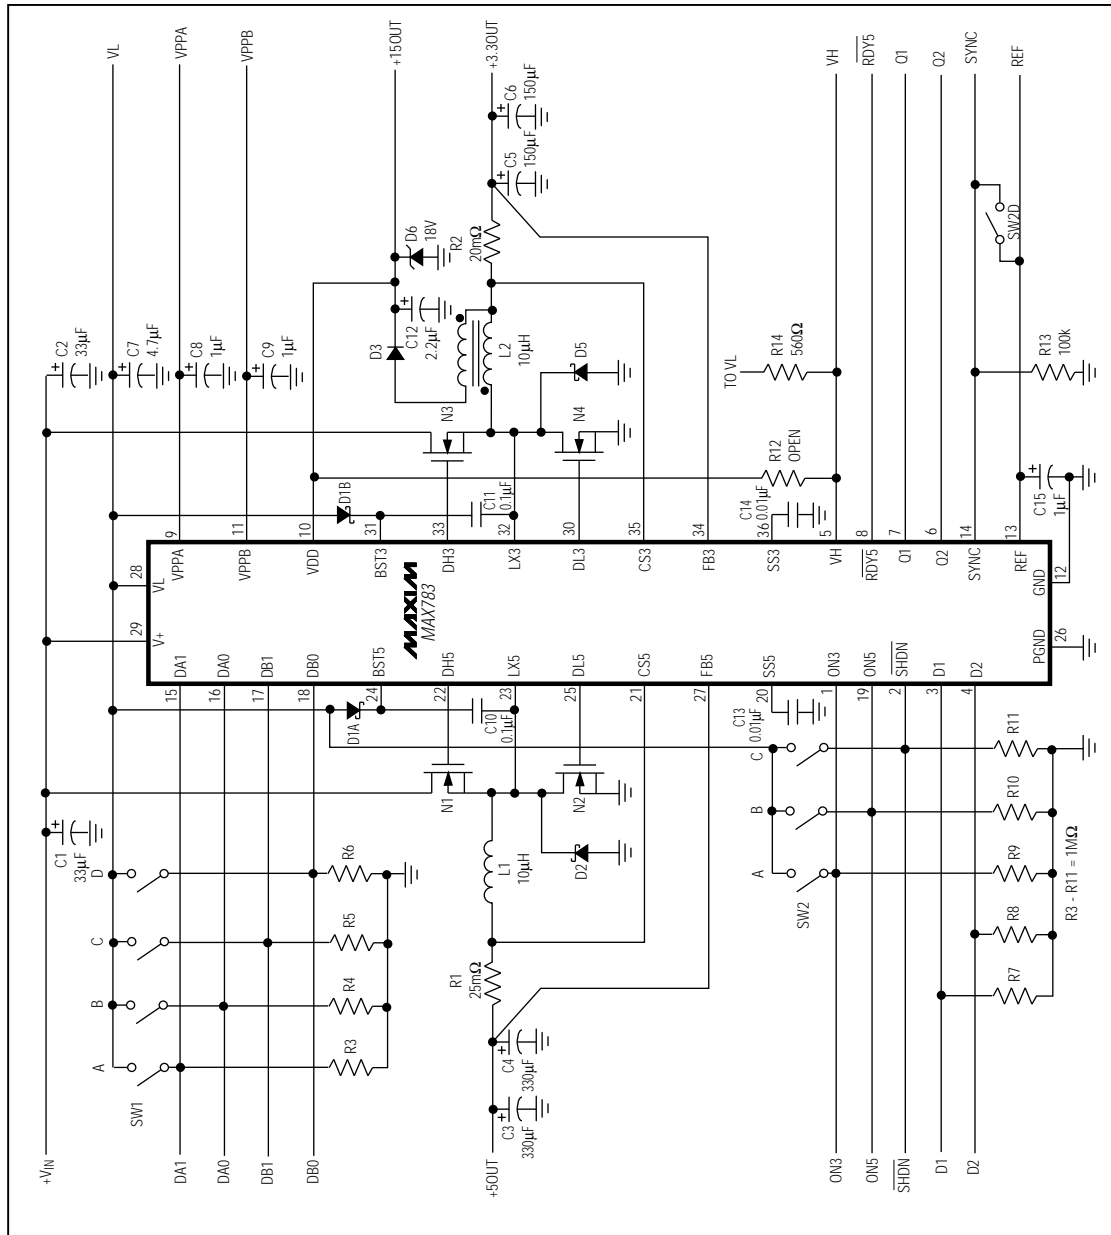 +VIN
VL
VPPA
VPPB
+15OUT
+3.3OUT
VH
RDY5
Q1
Q2
SYNC
REF
C2
33µF
C7
4.7µF
C8
1µF
C9
1µF
C6
150µF
C5
150µF
D6
18V
R2
20mΩ
C12
2.2µF
D3
L2
10µH
D5
N3
N4
TO VL
R14
560Ω
R12
OPEN
SW2D
R13
100k
C15
1µF
D1B
C11
0.1µF
C14
0.01µF
9
11
10
31
33
32
30
35
34
36
5
8
7
6
14
13
VPPA
VPPB
VDD
BST3
DH3
LX3
DL3
CS3
FB3
SS3
VH
RDY5
Q1
Q2
SYNC
REF
28
VL
29
V+
MAXIM
MAX783
GND
12
PGND
26
DA1
DA0
DB1
DB0
BST5
DH5
LX5
DL5
CS5
FB5
SS5
ON3
ON5
SHDN
D1
D2
15
16
17
18
24
22
23
25
21
27
20
1
19
2
3
4
C1
33µF
D1A
C10
0.1µF
C13
0.01µF
N1
N2
D2
L1
10µH
R1
25mΩ
C4
330µF
C3
330µF
+5OUT
A
B
C
D
SW1
R3
R4
R5
R6
DA1
DA0
DB1
DB0
A
B
C
SW2
R7
R8
R9
R10
R11
R3 - R11 = 1MΩ
ON3
ON5
SHDN
D1
D2